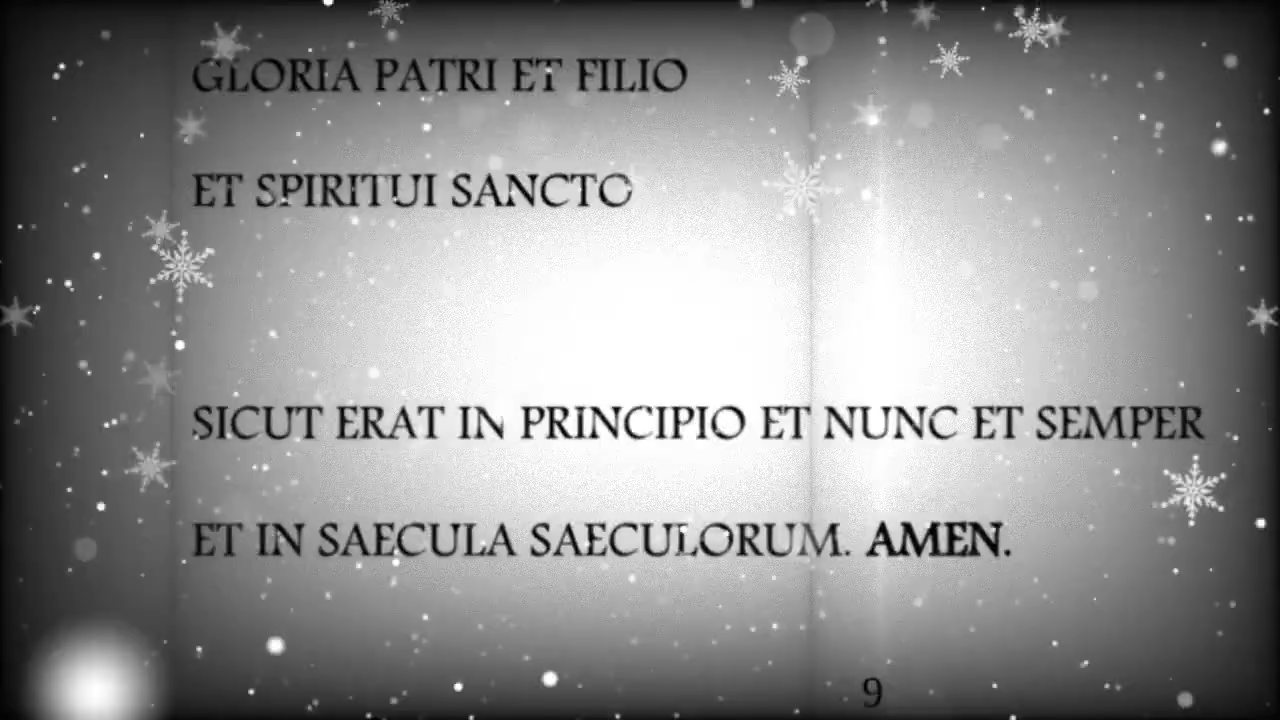 GLORIA PATRI ET FILIO
ET SPIRITUI SANCTO
SICUT ERAT IN PRINCIPIO ET NUNC ET SEMPER
ET IN SAECULA SAECULORUM. AMEN.
9